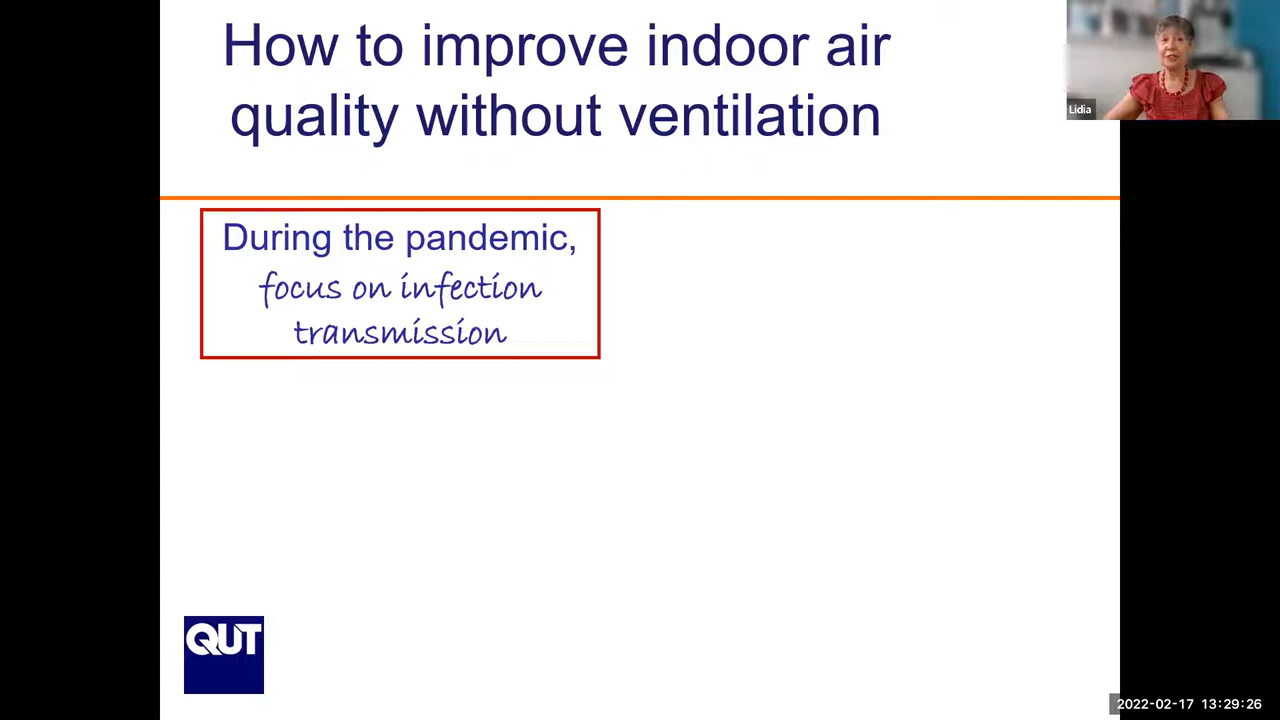 How to improve indoor air
quality without ventilation
Lidia
During the pandemic,
focus on infection
transmission
QUT
2022-02-17 13:29:26